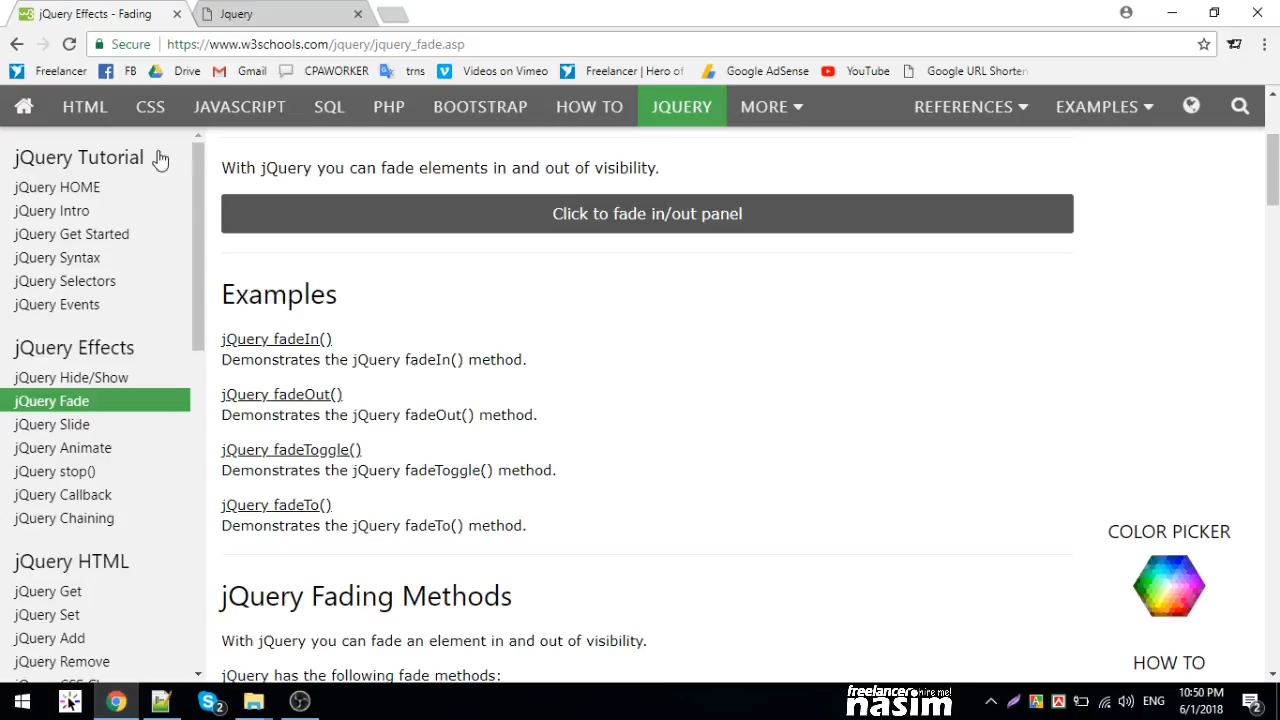 jQuery Effects - Fading
Jquery
Secure https://www.w3schools.com/jquery/jquery_fade.asp
Freelancer FB Drive Gmail CPAWORKER trns Videos on Vimeo Freelancer | Hero of Google AdSense YouTube Google URL Shorten
HTML CSS JAVASCRIPT SQL PHP BOOTSTRAP HOW TO JQUERY MORE REFERENCES EXAMPLES
jQuery Tutorial
jQuery HOME
jQuery Intro
jQuery Get Started
jQuery Syntax
jQuery Selectors
jQuery Events
jQuery Effects
jQuery Hide/Show
jQuery Fade
jQuery Slide
jQuery Animate
jQuery stop()
jQuery Callback
jQuery Chaining
jQuery HTML
jQuery Get
jQuery Set
jQuery Add
jQuery Remove
With jQuery you can fade elements in and out of visibility.
Click to fade in/out panel
Examples
jQuery fadeIn()
Demonstrates the jQuery fadeIn() method.
jQuery fadeOut()
Demonstrates the jQuery fadeOut() method.
jQuery fadeToggle()
Demonstrates the jQuery fadeToggle() method.
jQuery fadeTo()
Demonstrates the jQuery fadeTo() method.
jQuery Fading Methods
With jQuery you can fade an element in and out of visibility.
jQuery has the following fade methods:
COLOR PICKER
HOW TO
freelancer hire me!
nasim
ENG
10:50 PM
6/1/2018
2
2